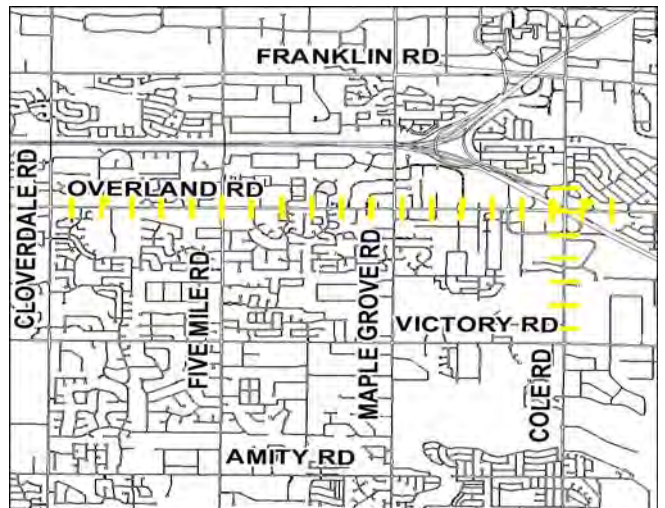 FRANKLIN RD
OVERLAND RD
CLOVERDALE RD
FIVE MILE RD
MAPLE GROVE RD
VICTORY RD
COLE RD
AMITY RD